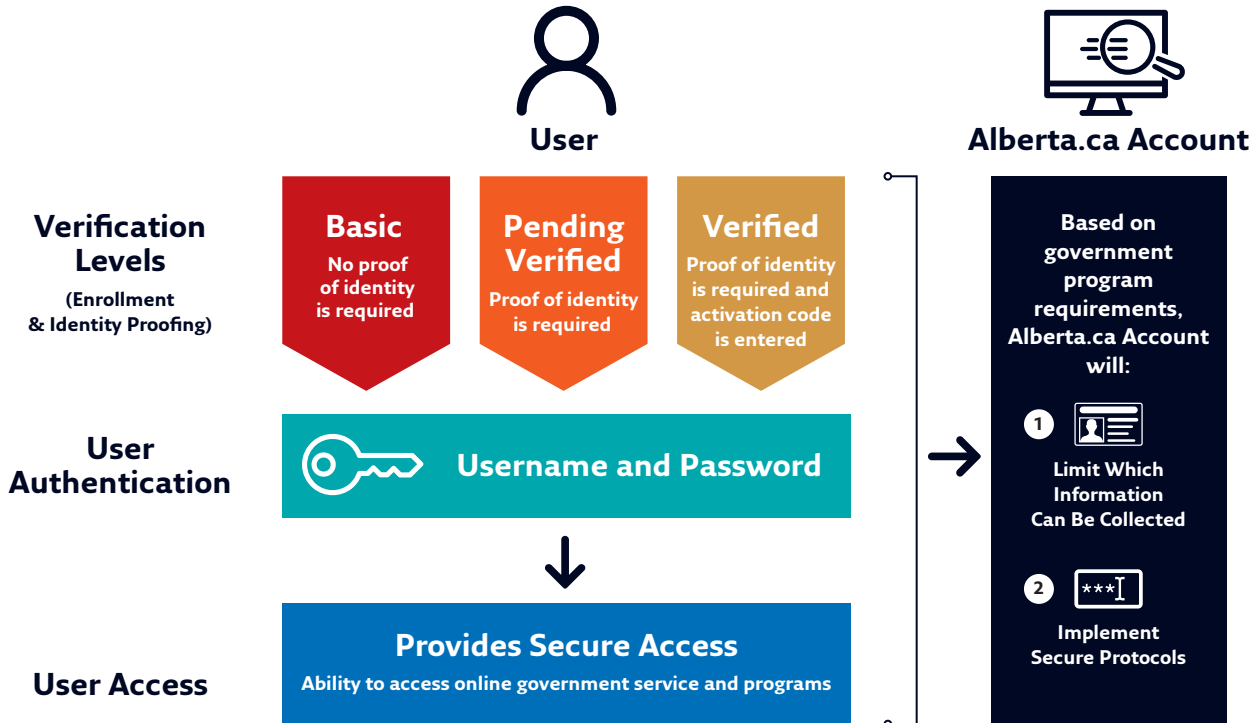 User
Alberta.ca Account
Verification
Levels
(Enrollment
& Identity Proofing)
Basic
No proof
of identity
is required
Pending
Verified
Proof of identity
is required
Verified
Proof of identity
is required and
activation code
is entered
User
Authentication
Username and Password
User Access
Provides Secure Access
Ability to access online government service and programs
Based on
government
program
requirements,
Alberta.ca Account
will:
1
Limit Which
Information
Can Be Collected
2
***
Implement
Secure Protocols